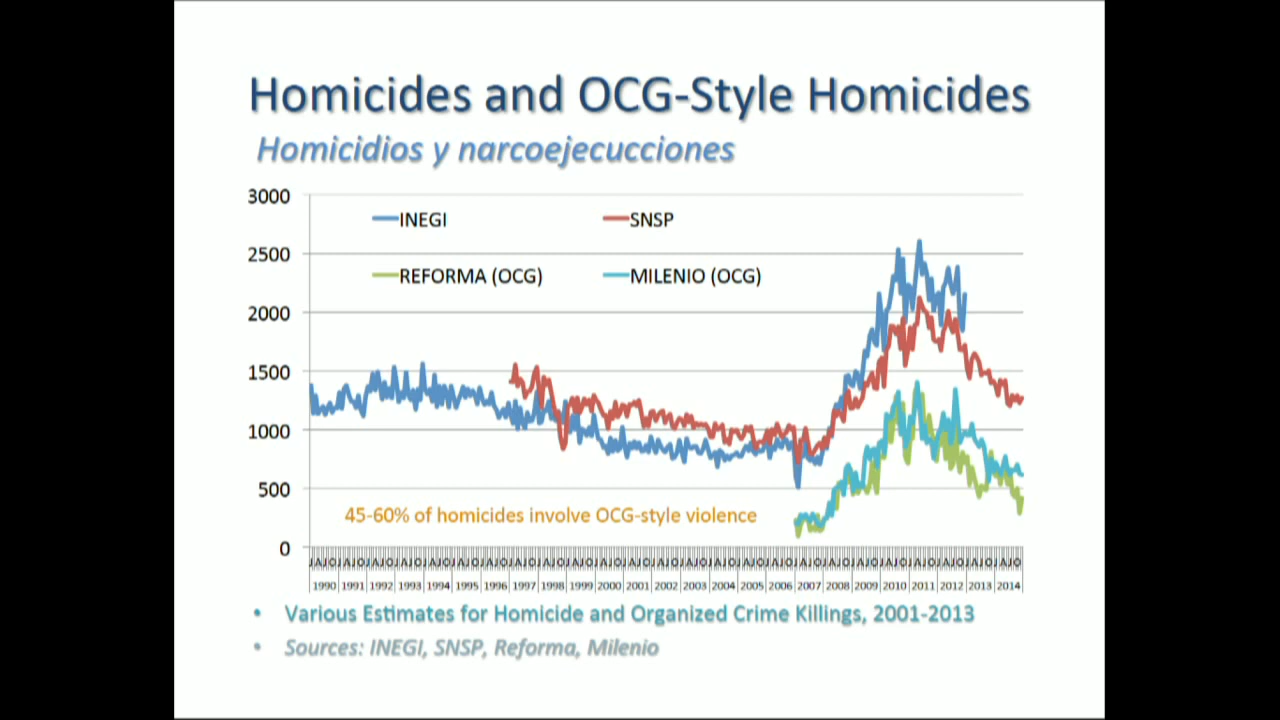 Homicides and OCG-Style Homicides
Homicidios y narcoejecucciones
3000
INEGI SNSP
2500
REFORMA (OCG) MILENIO (OCG)
2000
1500
1000
500
45-60% of homicides involve OCG-style violence
0
1990 1991 1992 1993 1994 1995 1996 1997 1998 1999 2000 2001 2002 2003 2004 2005 2006 2007 2008 2009 2010 2011 2012 2013 2014
• Various Estimates for Homicide and Organized Crime Killings, 2001-2013
• Sources: INEGI, SNSP, Reforma, Milenio